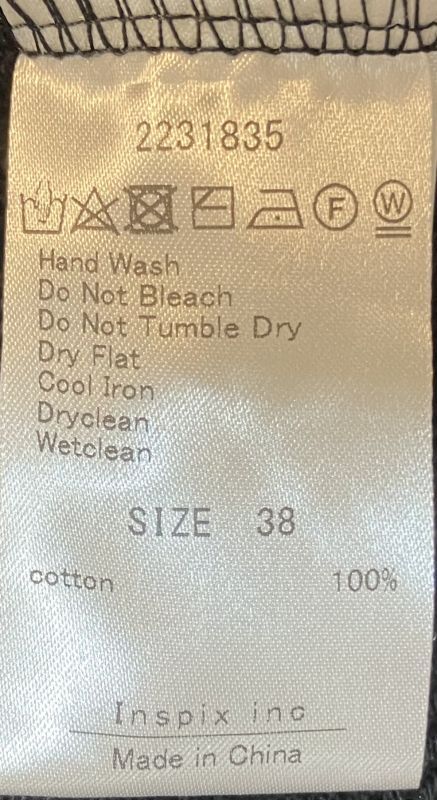 2231835
F W
Hand Wash
Do Not Bleach
Do Not Tumble Dry
Dry Flat
Cool Iron
Dryclean
Wetclean
SIZE 38
cotton 100%
Inspix inc
Made in China